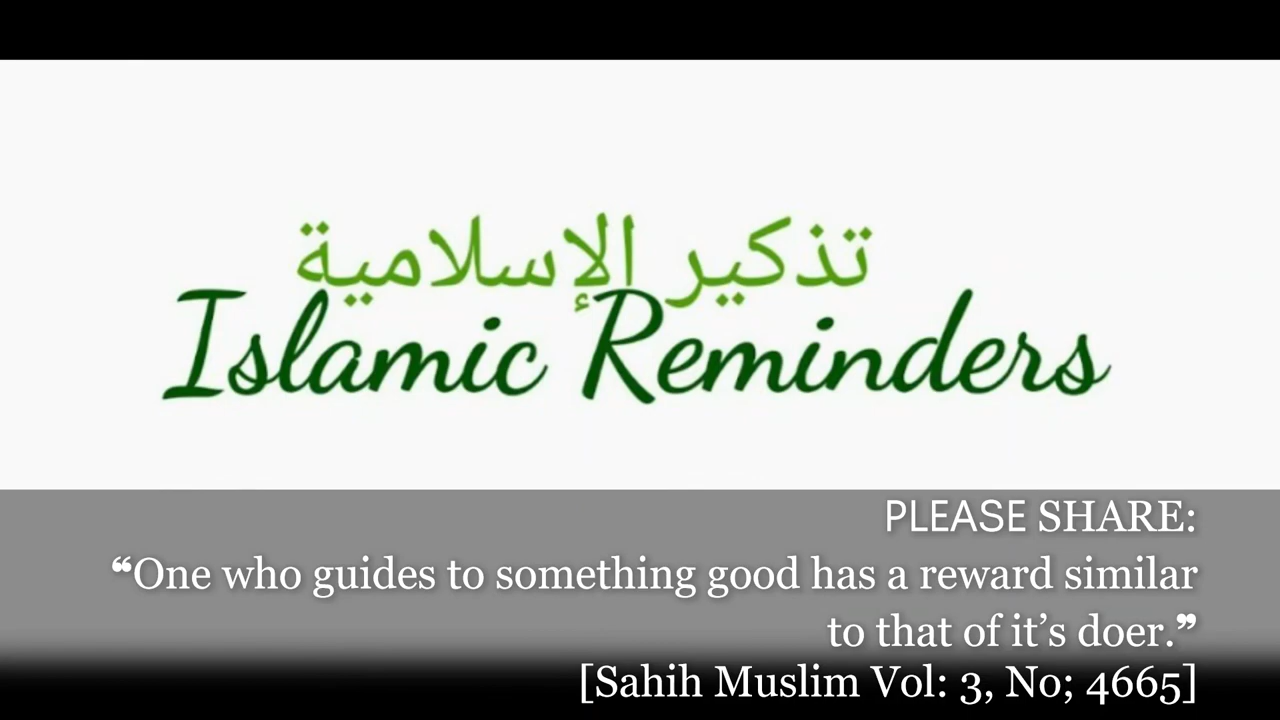 تذكير الإسلامية
Islamic Reminders
PLEASE SHARE:
❝One who guides to something good has a reward similar
to that of it’s doer.❞
[Sahih Muslim Vol: 3, No; 4665]